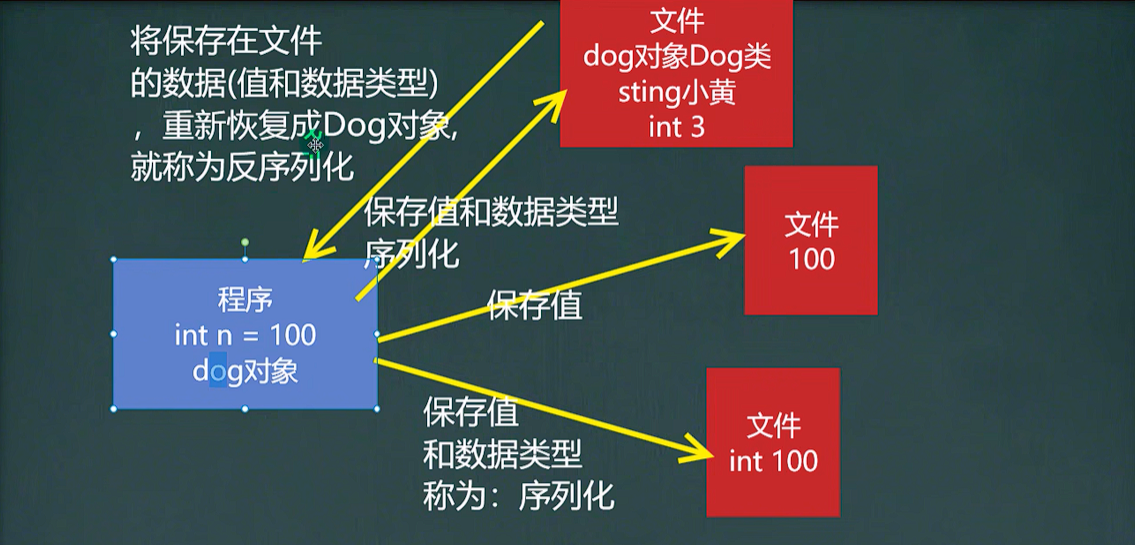 将保存在文件
的数据(值和数据类型)
，重新恢复成Dog对象,
就称为反序列化
文件
dog对象Dog类
sting小黄
int 3
保存值和数据类型
序列化
文件
100
保存值
程序
int n = 100
dog对象
保存值
和数据类型
称为：序列化
文件
int 100